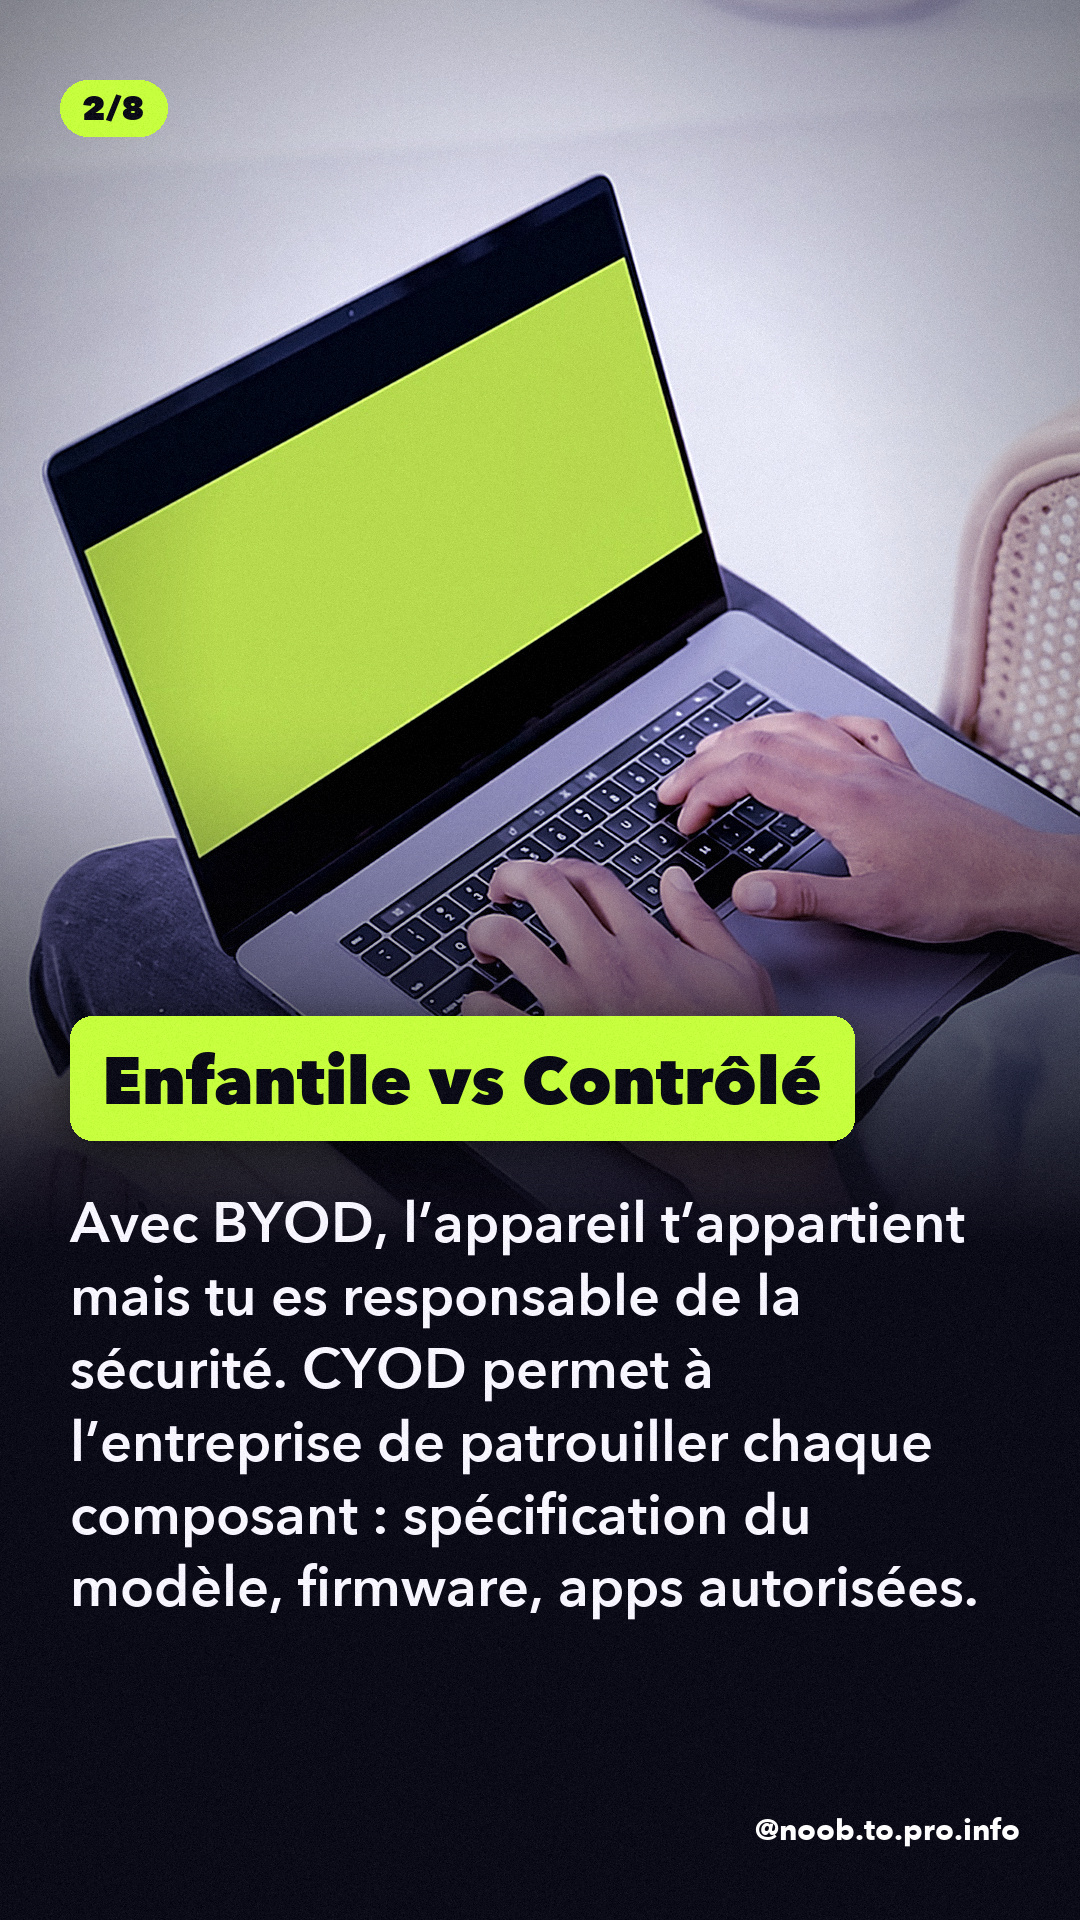 2/8
Enfantile vs Contrôlé
Avec BYOD, l’appareil t’appartient
mais tu es responsable de la
sécurité. CYOD permet à
l’entreprise de patrouiller chaque
composant : spécification du
modèle, firmware, apps autorisées.
@noob.to.pro.info